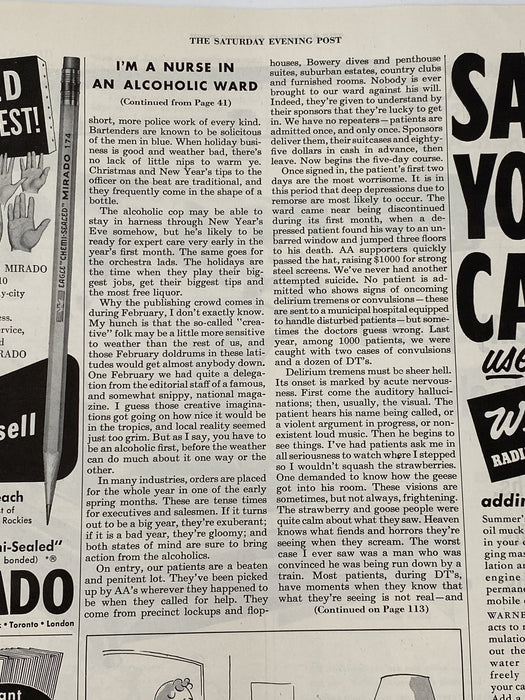 THE SATURDAY EVENING POST
I'M A NURSE IN
AN ALCOHOLIC WARD
(Continued from Page 41)
short, more police work of every kind.
Bartenders are known to be solicitous
of the men in blue. When holiday busi-
ness is good and weather bad, there's
no lack of little nips to warm ye.
Christmas and New Year's tips to the
officer on the beat are traditional, and
they frequently come in the shape of a
bottle.
The alcoholic cop may be able to
stay in harness through New Year's
Eve somehow, but he's likely to be
ready for expert care very early in the
year's first month. The same goes for
the orchestra lads. The holidays are
the time when they play their big-
gest jobs, get their biggest tips and
the most free liquor.
Why the publishing crowd comes in
during February, I don't exactly know.
My hunch is that the so-called "crea-
tive" folk may be a little more sensitive
to weather than the rest of us, and
those February doldrums in these lati-
tudes would get almost anybody down.
One February we had quite a delega-
tion from the editorial staff of a famous,
and somewhat snippy, national maga-
zine. I guess those creative imagina-
tions got going on how nice it would be
in the tropics, and local reality seemed
just too grim. But as I say, you have to
be an alcoholic first, before the weather
can do much about it one way or the
other.
In many industries, orders are placed
for the whole year in one of the early
spring months. These are tense times
for executives and salesmen. If it turns
out to be a big year, they're exuberant;
if it is a bad year, they're gloomy; and
both states of mind are sure to bring
action from the alcoholics.
On entry, our patients are a beaten
and penitent lot. They've been picked
up by AA's wherever they happened to
be when they called for help. They
come from precinct lockups and flop-
houses, Bowery dives and penthouse
suites, suburban estates, country clubs
and furnished rooms. Nobody is ever
brought to our ward against his will.
Indeed, they're given to understand by
their sponsors that they're lucky to get
in. We have no repeaters—patients are
admitted once, and only once. Sponsors
deliver them, their suitcases and eighty-
five dollars in cash in advance, then
leave. Now begins the five-day course.
Once signed in, the patient's first two
days are the most worrisome. It is in
this period that deep depressions due to
remorse are most likely to occur. The
ward came near being discontinued
during its first month, when a de-
pressed patient found his way to an un-
barred window and jumped three floors
to his death. AA supporters quickly
passed the hat, raising $1000 for strong
steel screens. We've never had another
attempted suicide. No patient is ad-
mitted who shows signs of oncoming
delirium tremens or convulsions—these
are sent to a municipal hospital equipped
to handle disturbed patients—but some-
times the doctors guess wrong. Last
year, among 1000 patients, we were
caught with two cases of convulsions
and a dozen of DT's.
Delirium tremens must be sheer hell.
Its onset is marked by acute nervous-
ness. First come the auditory halluci-
nations; then, usually, the visual. The
patient hears his name being called, or
a violent argument in progress, or non-
existent loud music. Then he begins to
see things. I've had patients ask me in
all seriousness to watch where I stepped
so I wouldn't squash the strawberries.
One demanded to know how the geese
got into his room. These visions are
sometimes, but not always, frightening.
The strawberry and goose people were
quite calm about what they saw. Heaven
knows what fiends and horrors they're
seeing when they scream. The worst
case I ever saw was a man who was
convinced he was being run down by a
train. Most patients, during DT's,
have moments when they know that
what they're seeing is not real—and
(Continued on Page 113)
D
EST!
EAGLE "CHEMI-SEALED" MIRADO 174
MIRADO
10
y-city
ss.
ervice,
d
RADO
sell
each
t of
Rockies
mi-Sealed"
bonded) ®
ADO
• Toronto • London
ant
SA
YO
CA
use
W
RADI
addin
Summer'
oil muck
in your c
ging mar
lation an
engine
permane
mobile
WARNE
acts to r
mulatio
out the
water
freely
your ca